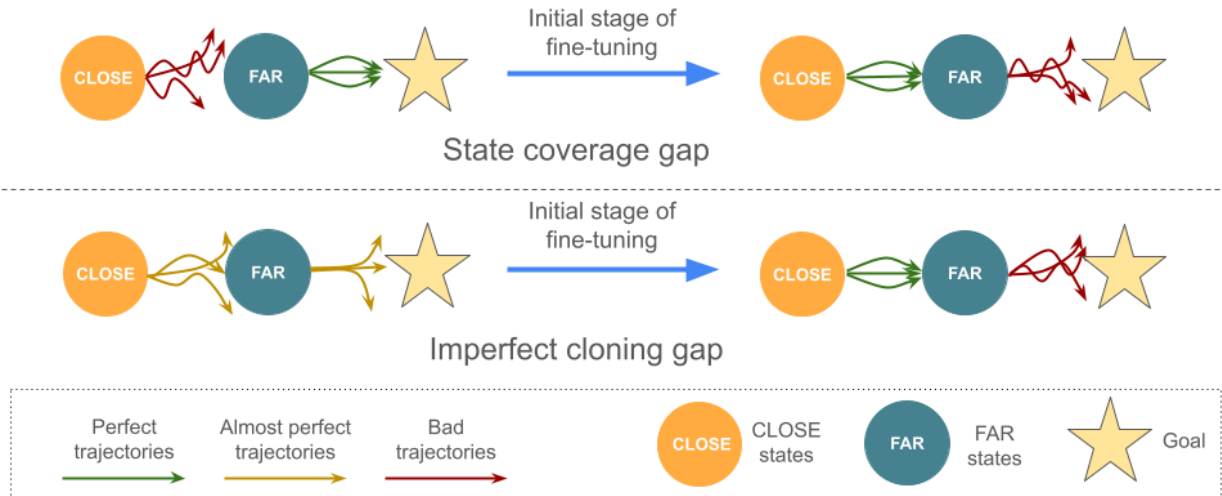 Initial stage of
fine-tuning
CLOSE
FAR
CLOSE
FAR
State coverage gap
Initial stage of
fine-tuning
CLOSE
FAR
CLOSE
FAR
Imperfect cloning gap
Perfect
trajectories
Almost perfect
trajectories
Bad
trajectories
CLOSE
CLOSE
states
FAR
FAR
states
Goal